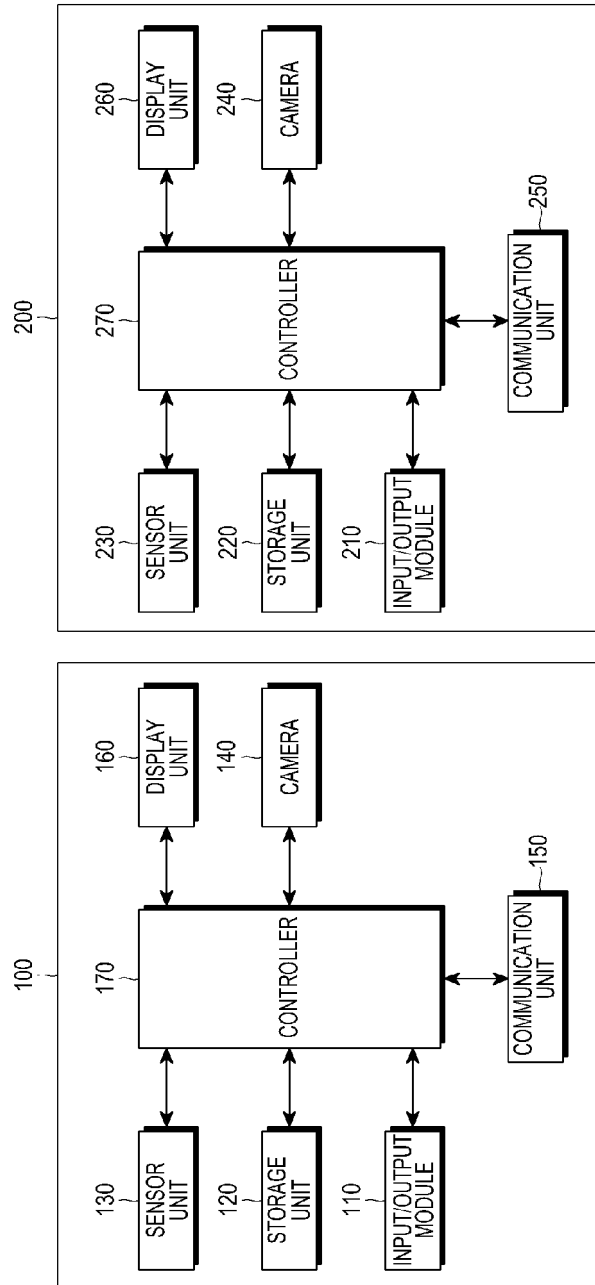 100
130
SENSOR
UNIT
120
STORAGE
UNIT
110
INPUT/OUTPUT
MODULE
170
CONTROLLER
160
DISPLAY
UNIT
140
CAMERA
150
COMMUNICATION
UNIT
200
230
SENSOR
UNIT
220
STORAGE
UNIT
210
INPUT/OUTPUT
MODULE
270
CONTROLLER
260
DISPLAY
UNIT
240
CAMERA
250
COMMUNICATION
UNIT